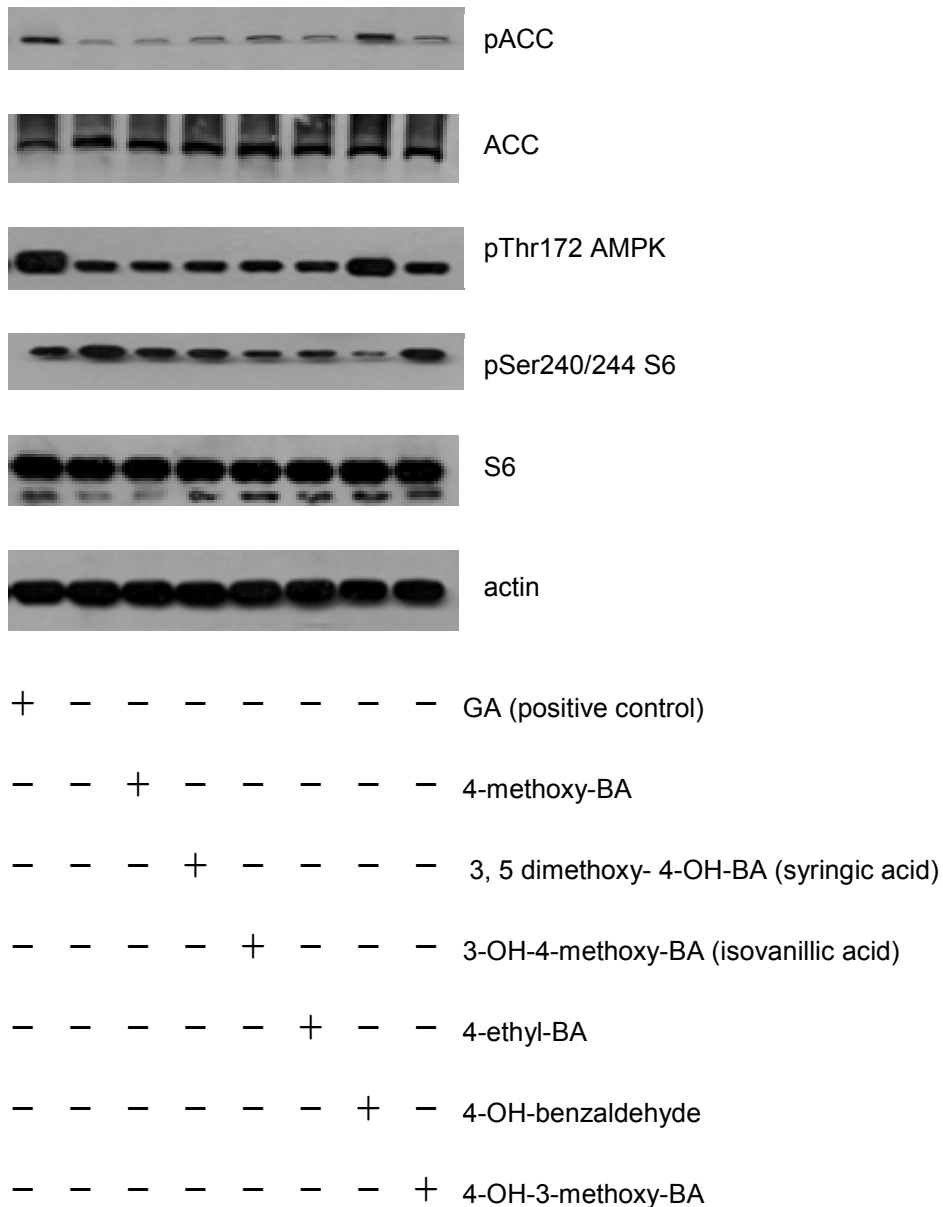 pACC
ACC
pThr172 AMPK
pSer240/244 S6
S6
actin
+ − − − − − − − GA (positive control)
− − + − − − − − 4-methoxy-BA
− − − + − − − − 3, 5 dimethoxy- 4-OH-BA (syringic acid)
− − − − + − − − 3-OH-4-methoxy-BA (isovanillic acid)
− − − − − + − − 4-ethyl-BA
− − − − − − + − 4-OH-benzaldehyde
− − − − − − − + 4-OH-3-methoxy-BA